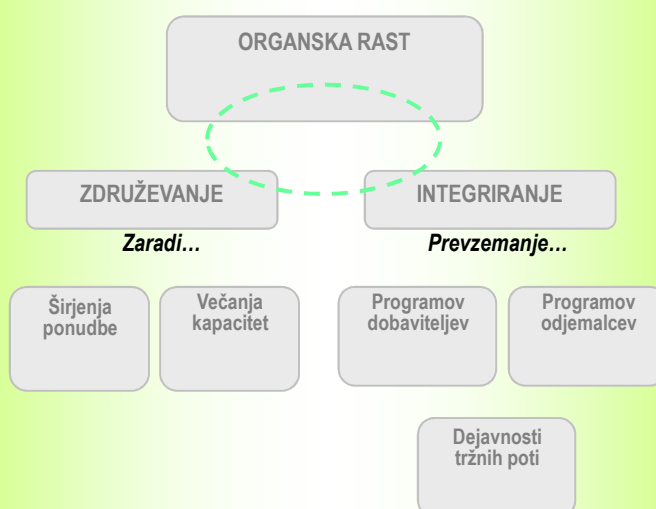 ORGANSKA RAST
ZDRUŽEVANJE
INTEGRIRANJE
Zaradi…
Prevzemanje…
Širjenja
ponudbe
Večanja
kapacitet
Programov
dobaviteljev
Programov
odjemalcev
Dejavnosti
tržnih poti